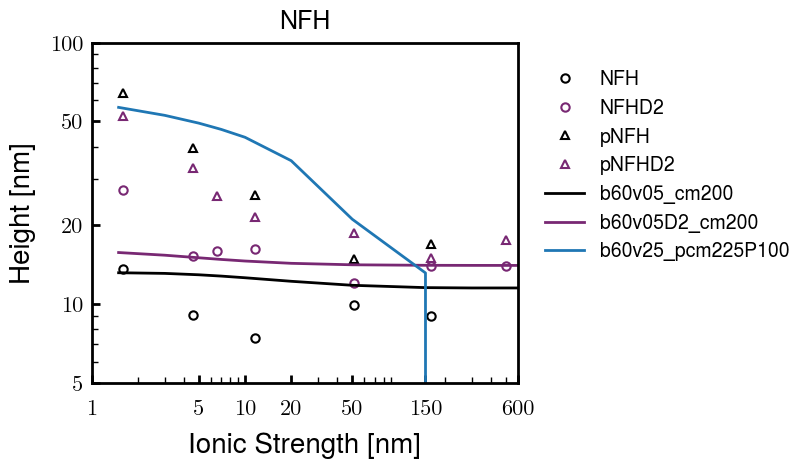 NFH
100
50
20
10
5
Height [nm]
1
5
10
20
50
150
600
Ionic Strength [nm]
NFH
NFHD2
pNFH
pNFHD2
b60v05_cm200
b60v05D2_cm200
b60v25_pcm225P100